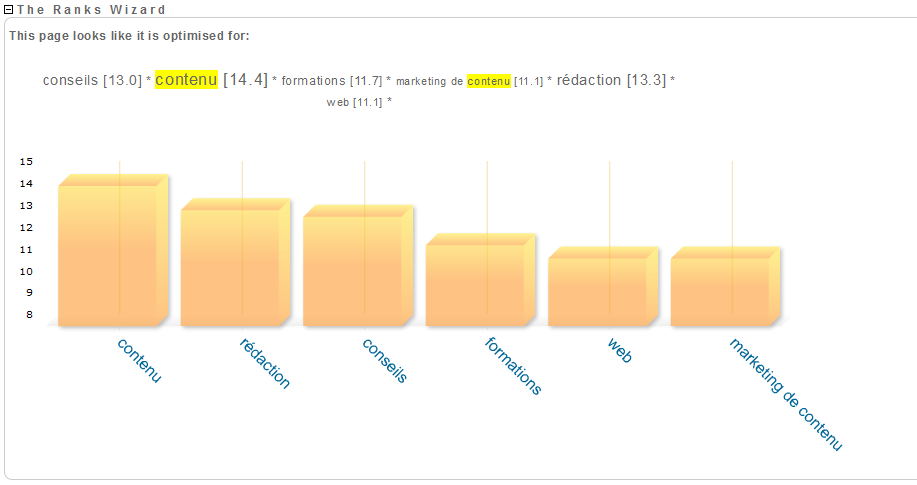 The Ranks Wizard
This page looks like it is optimised for:
conseils [13.0] * contenu [14.4] * formations [11.7] * marketing de contenu [11.1] * rédaction [13.3] *
web [11.1] *
15
14
13
12
11
10
9
8
contenu
rédaction
conseils
formations
web
marketing de contenu